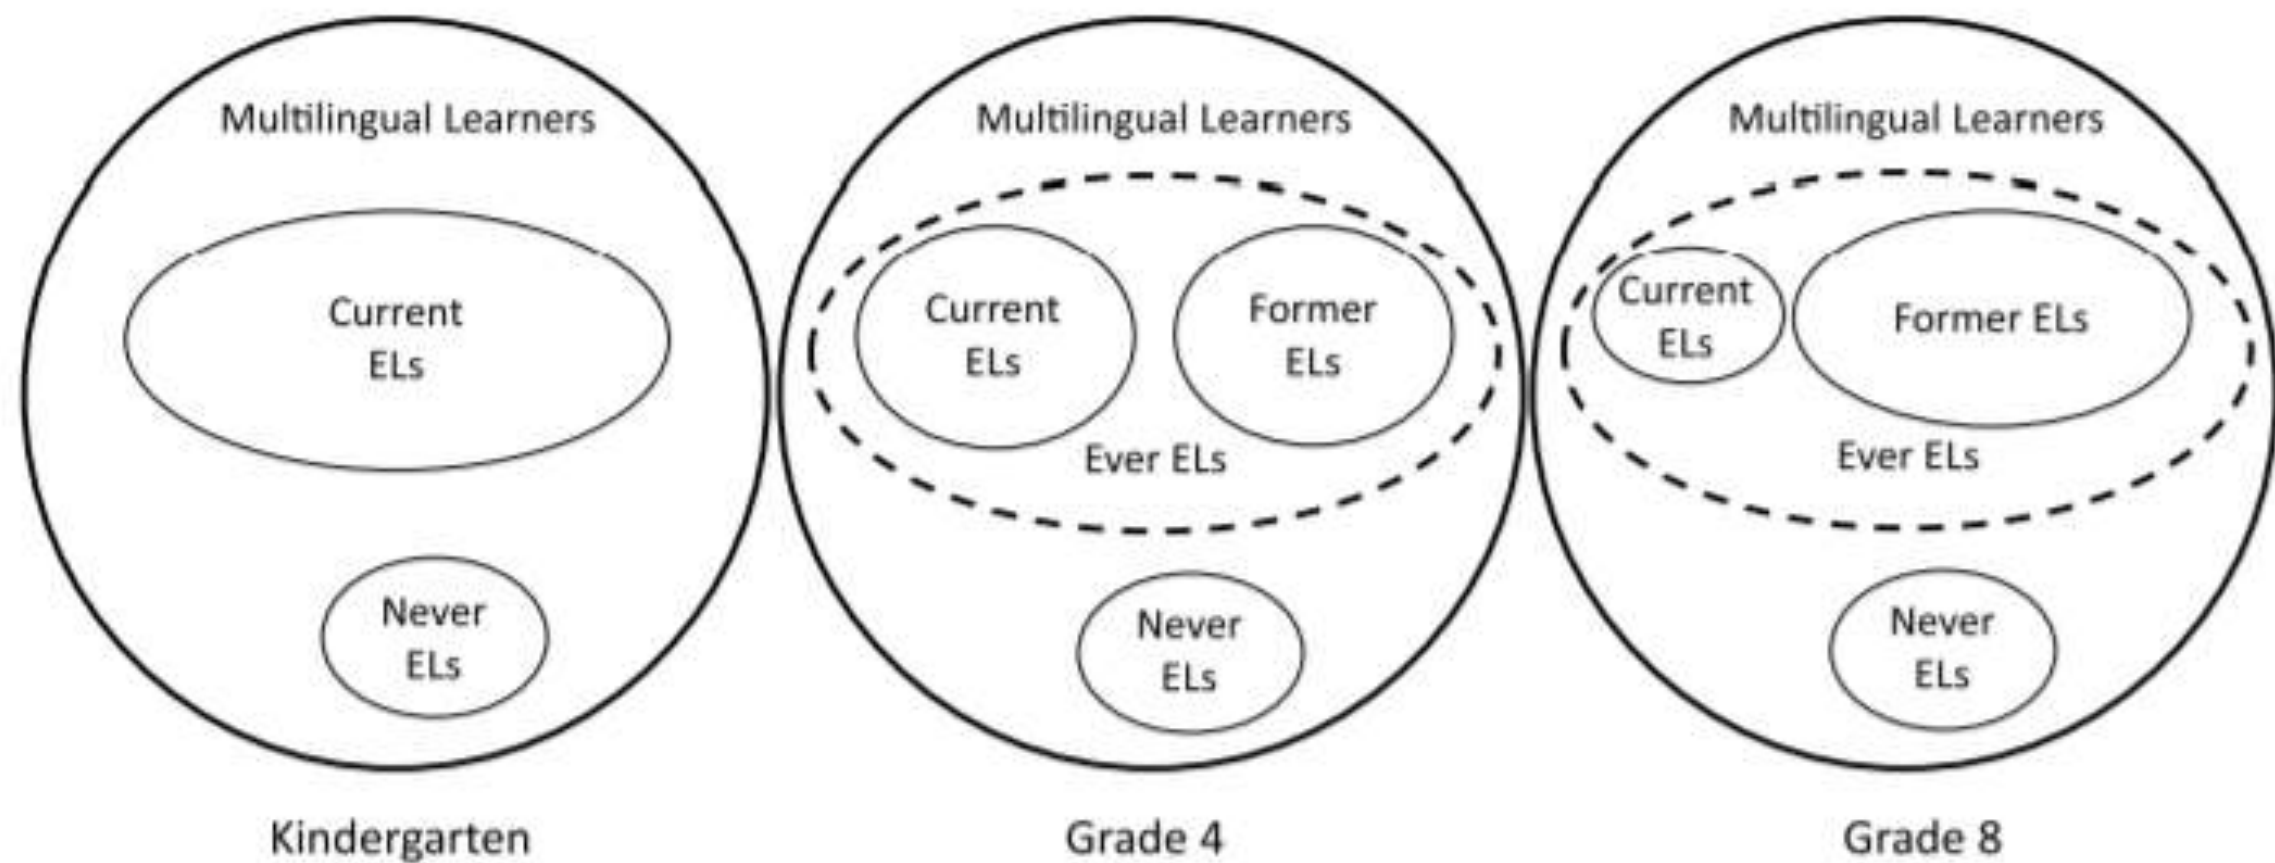 Multilingual Learners
Current
ELs
Never
ELs
Kindergarten
Multilingual Learners
Current
ELs
Former
ELs
Ever ELs
Never
ELs
Grade 4
Multilingual Learners
Current
ELs
Former ELs
Ever ELs
Never
ELs
Grade 8